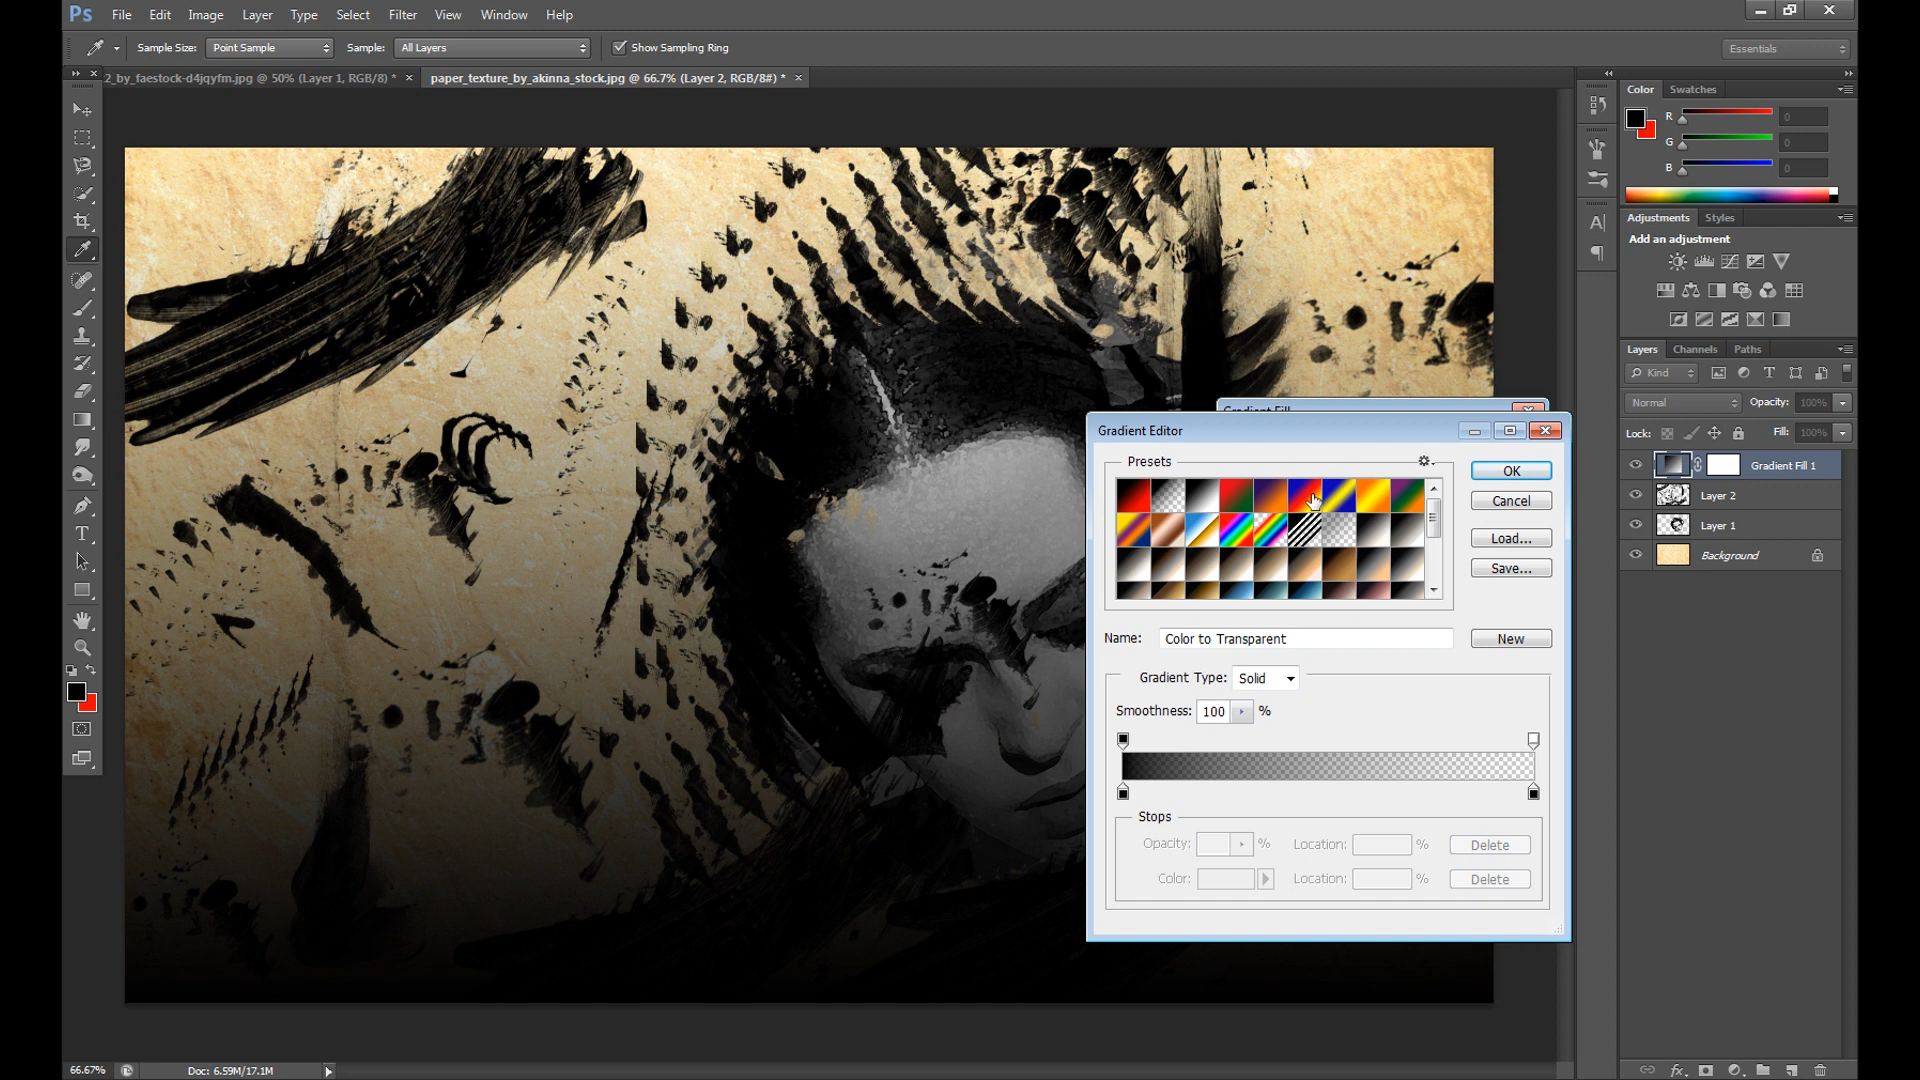 Ps File Edit Image Layer Type Select Filter View Window Help
Sample Size: Point Sample Sample: All Layers Show Sampling Ring Essentials
2_by_faestock-d4jqyfm.jpg @ 50% (Layer 1, RGB/8) * × paper_texture_by_akinna_stock.jpg @ 66.7% (Layer 2, RGB/8#) * ×
Color Swatches
R 0
G 0
B 0
Adjustments Styles
Add an adjustment
Layers Channels Paths
Kind
Normal Opacity: 100%
Lock: Fill: 100%
Gradient Fill 1
Layer 2
Layer 1
Background
Gradient Fill
Gradient Editor
Presets
OK
Cancel
Load...
Save...
Name: Color to Transparent New
Gradient Type: Solid
Smoothness: 100 %
Stops
Opacity: % Location: % Delete
Color: Location: % Delete
66.67% Doc: 6.59M/17.1M